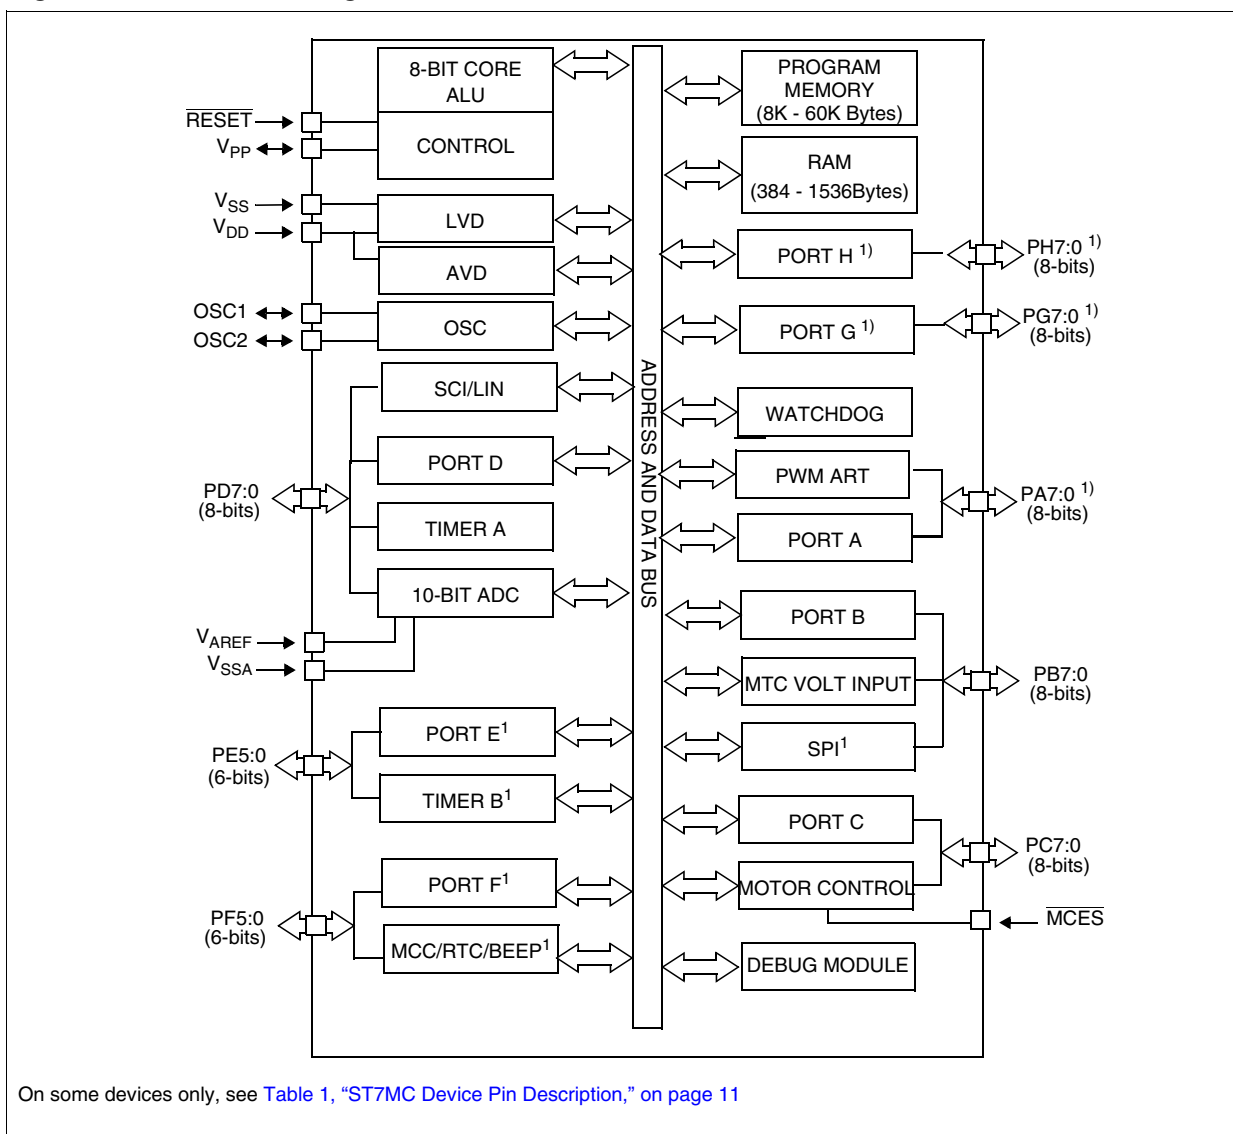 8-BIT CORE
ALU
CONTROL
RESET
VPP
VSS
VDD
LVD
AVD
OSC1
OSC2
OSC
SCI/LIN
PORT D
PD7:0
(8-bits)
TIMER A
10-BIT ADC
VAREF
VSSA
PORT E1
PE5:0
(6-bits)
TIMER B1
PORT F1
PF5:0
(6-bits)
MCC/RTC/BEEP1
ADDRESS AND DATA BUS
PROGRAM
MEMORY
(8K - 60K Bytes)
RAM
(384 - 1536Bytes)
PORT H 1)
PH7:0 1)
(8-bits)
PORT G 1)
PG7:0 1)
(8-bits)
WATCHDOG
PWM ART
PA7:0 1)
(8-bits)
PORT A
PORT B
MTC VOLT INPUT
PB7:0
(8-bits)
SPI1
PORT C
PC7:0
(8-bits)
MOTOR CONTROL
MCES
DEBUG MODULE
On some devices only, see Table 1, “ST7MC Device Pin Description,” on page 11